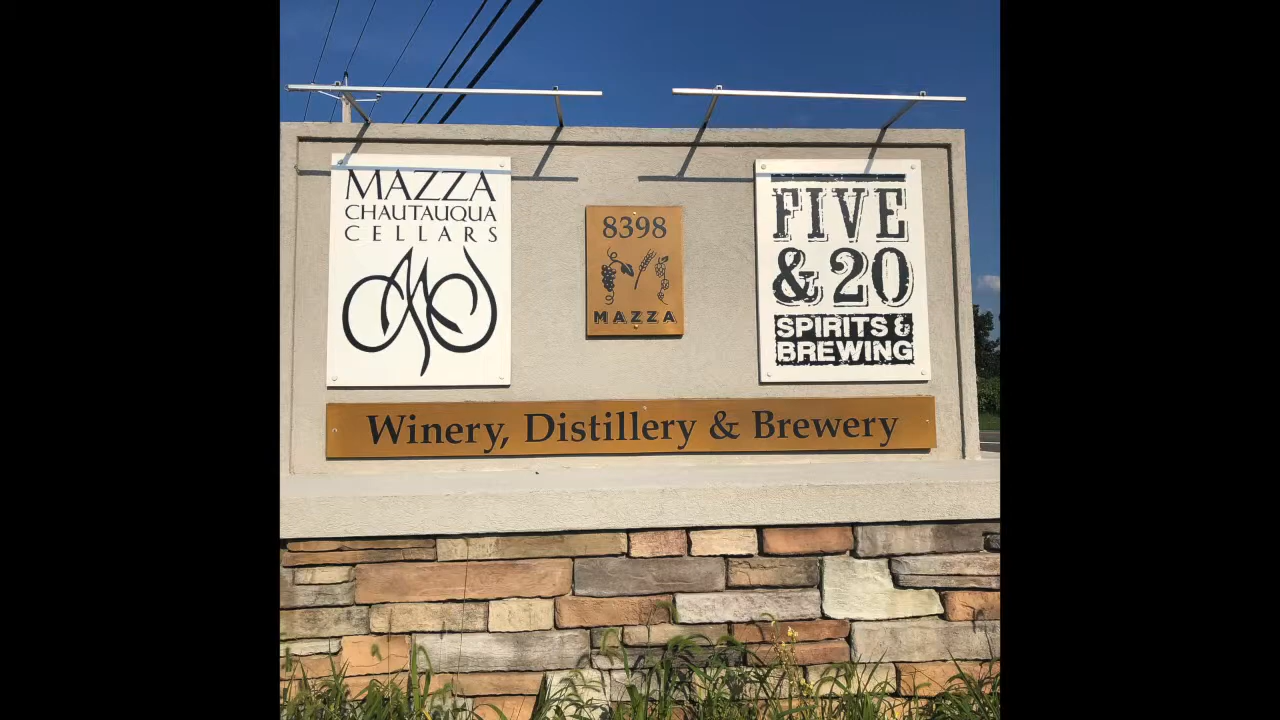 MAZZA
CHAUTAUQUA
CELLARS
8398
MAZZA
FIVE
& 20
SPIRITS &
BREWING
Winery, Distillery & Brewery